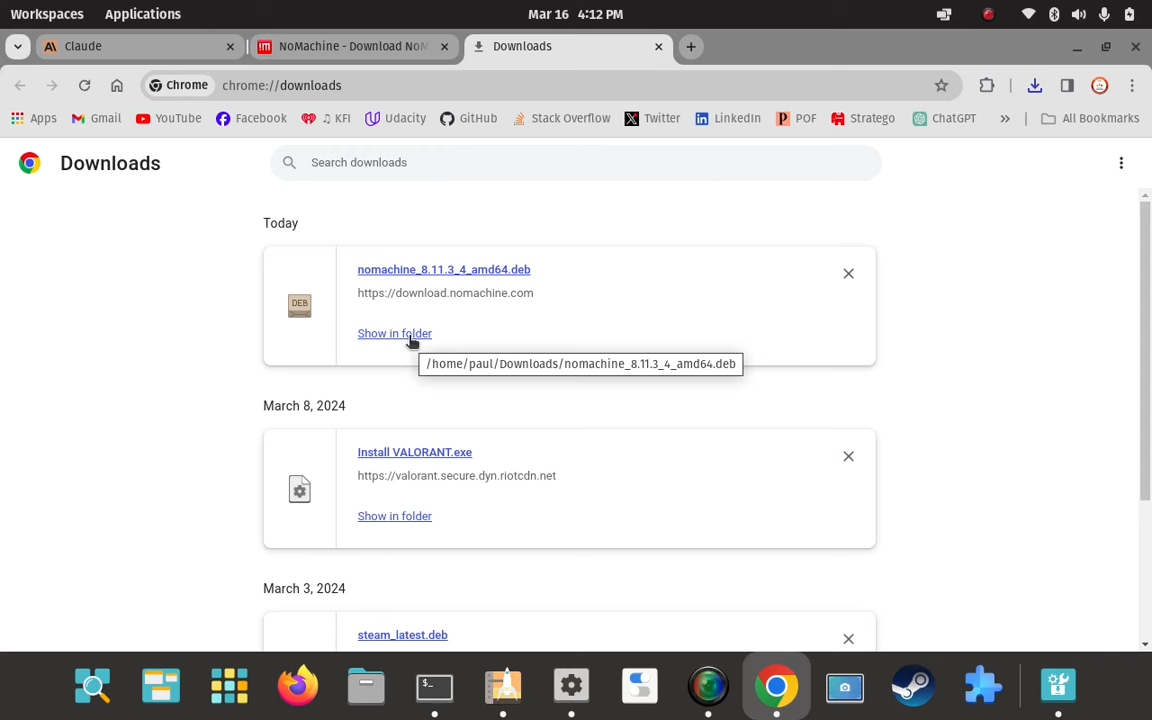 Workspaces Applications Mar 16 4:12 PM
Claude NoMachine - Download NoM Downloads
Chrome chrome://downloads
Apps Gmail YouTube Facebook ♫ KFI Udacity GitHub Stack Overflow Twitter LinkedIn POF Stratego ChatGPT » All Bookmarks
Downloads Search downloads
Today
nomachine_8.11.3_4_amd64.deb
https://download.nomachine.com
DEB
Show in folder
/home/paul/Downloads/nomachine_8.11.3_4_amd64.deb
March 8, 2024
Install VALORANT.exe
https://valorant.secure.dyn.riotcdn.net
Show in folder
March 3, 2024
steam_latest.deb
$_